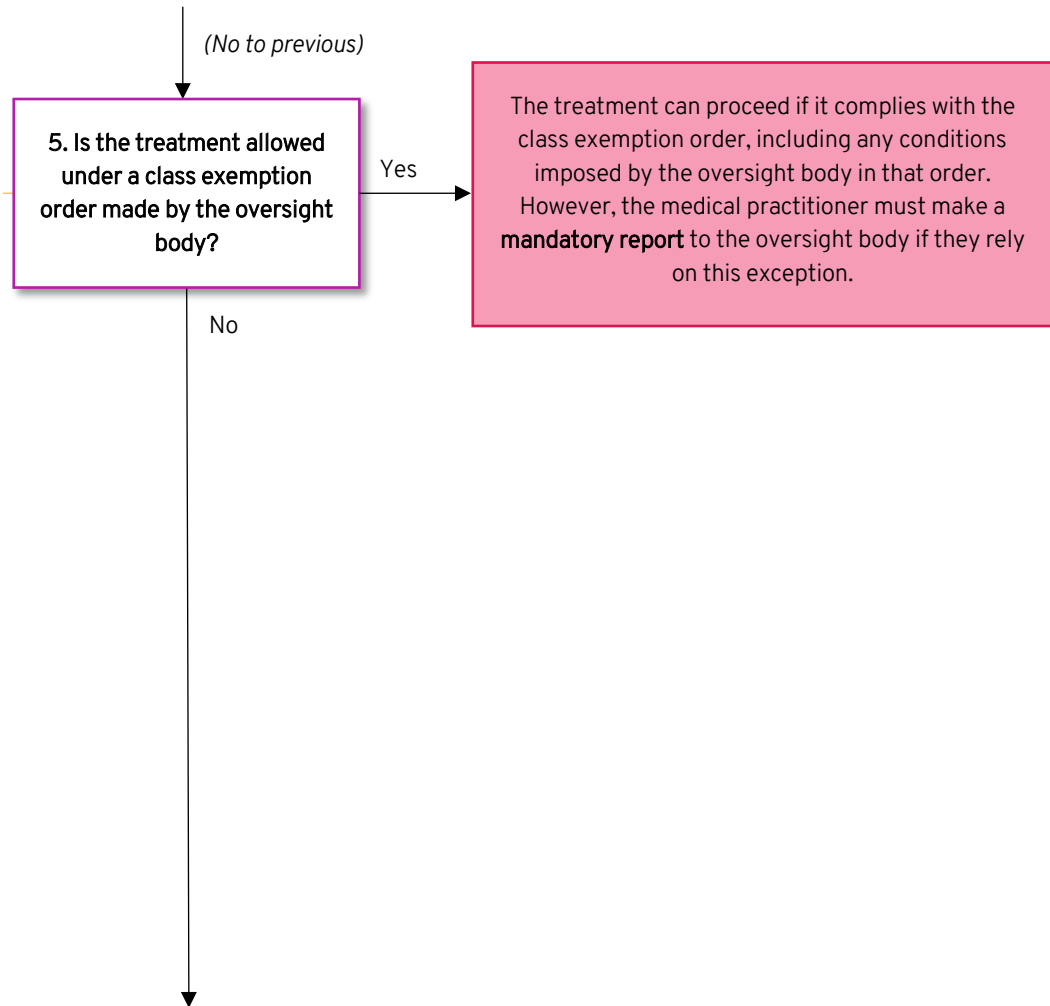 (No to previous)
5. Is the treatment allowed
under a class exemption
order made by the oversight
body?
Yes
The treatment can proceed if it complies with the
class exemption order, including any conditions
imposed by the oversight body in that order.
However, the medical practitioner must make a
mandatory report to the oversight body if they rely
on this exception.
No